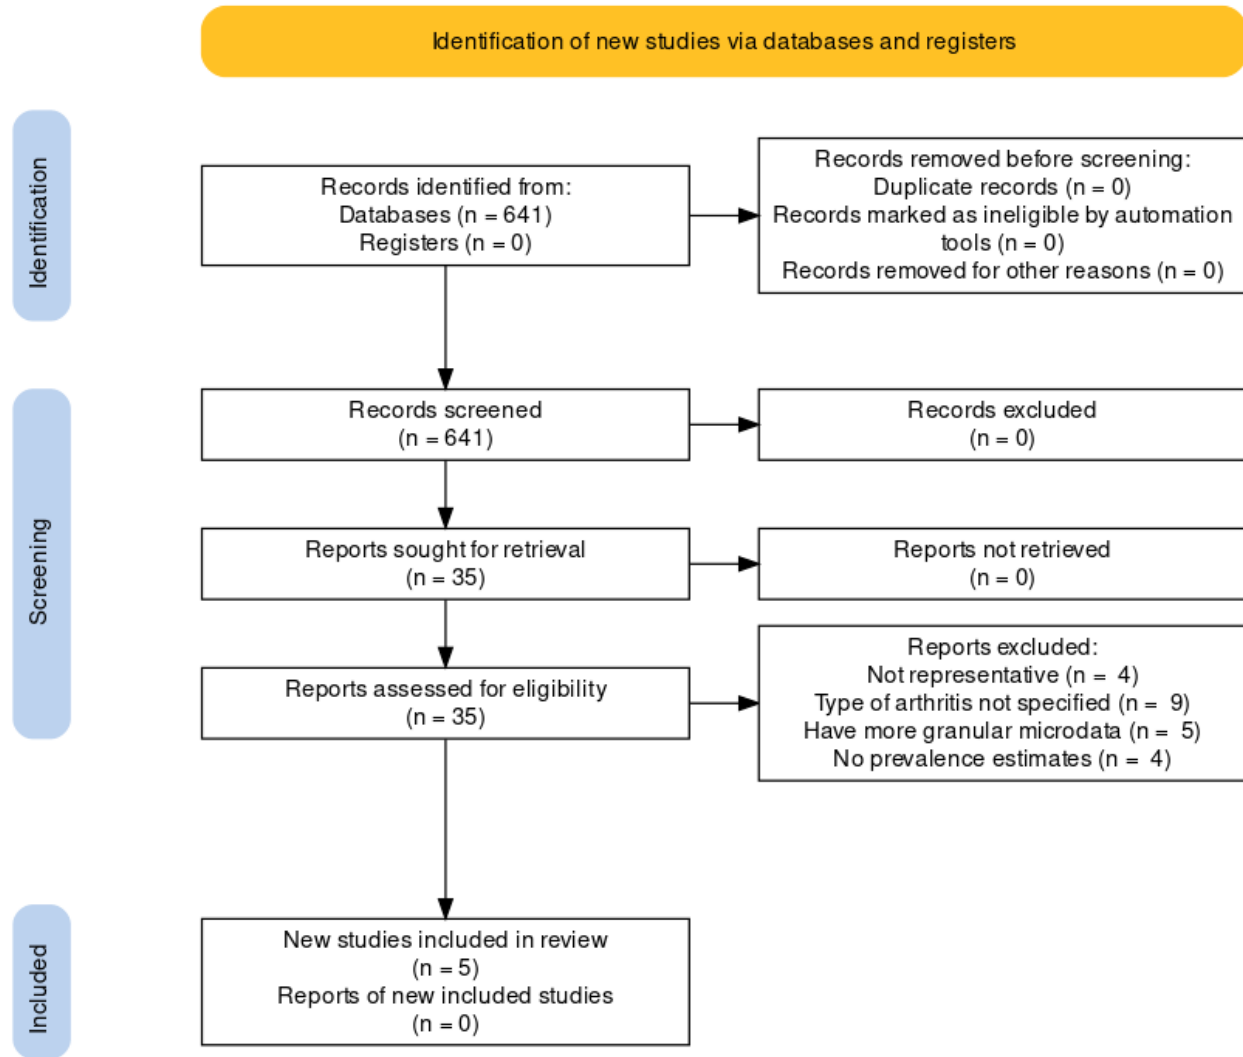 Identification of new studies via databases and registers
Identification
Records identified from:
Databases (n = 641)
Registers (n = 0)
Records removed before screening:
Duplicate records (n = 0)
Records marked as ineligible by automation
tools (n = 0)
Records removed for other reasons (n = 0)
Screening
Records screened
(n = 641)
Records excluded
(n = 0)
Reports sought for retrieval
(n = 35)
Reports not retrieved
(n = 0)
Reports assessed for eligibility
(n = 35)
Reports excluded:
Not representative (n = 4)
Type of arthritis not specified (n = 9)
Have more granular microdata (n = 5)
No prevalence estimates (n = 4)
Included
New studies included in review
(n = 5)
Reports of new included studies
(n = 0)